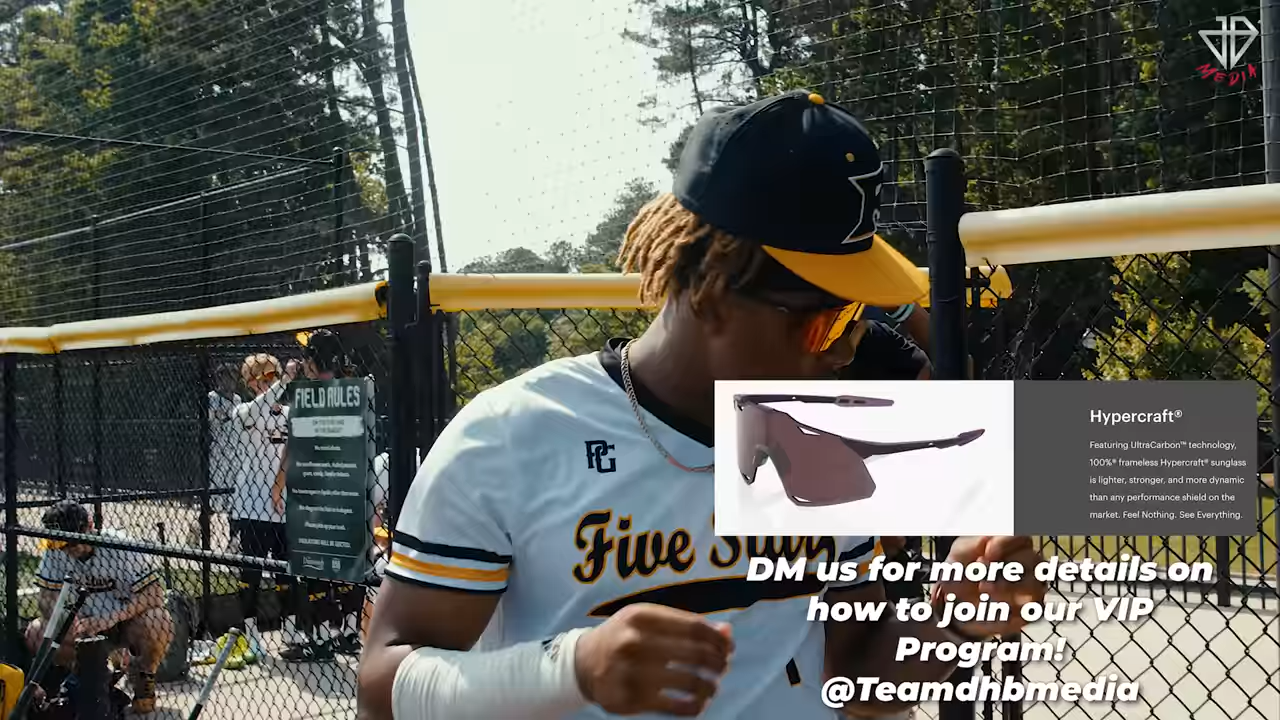 MEDIA
FIELD RULES
PG
Five Stars
Hypercraft®
Featuring UltraCarbon™ technology,
100%® frameless Hypercraft® sunglass
is lighter, stronger, and more dynamic
than any performance shield on the
market. Feel Nothing. See Everything.
DM us for more details on
how to join our VIP
Program!
@Teamdhbmedia